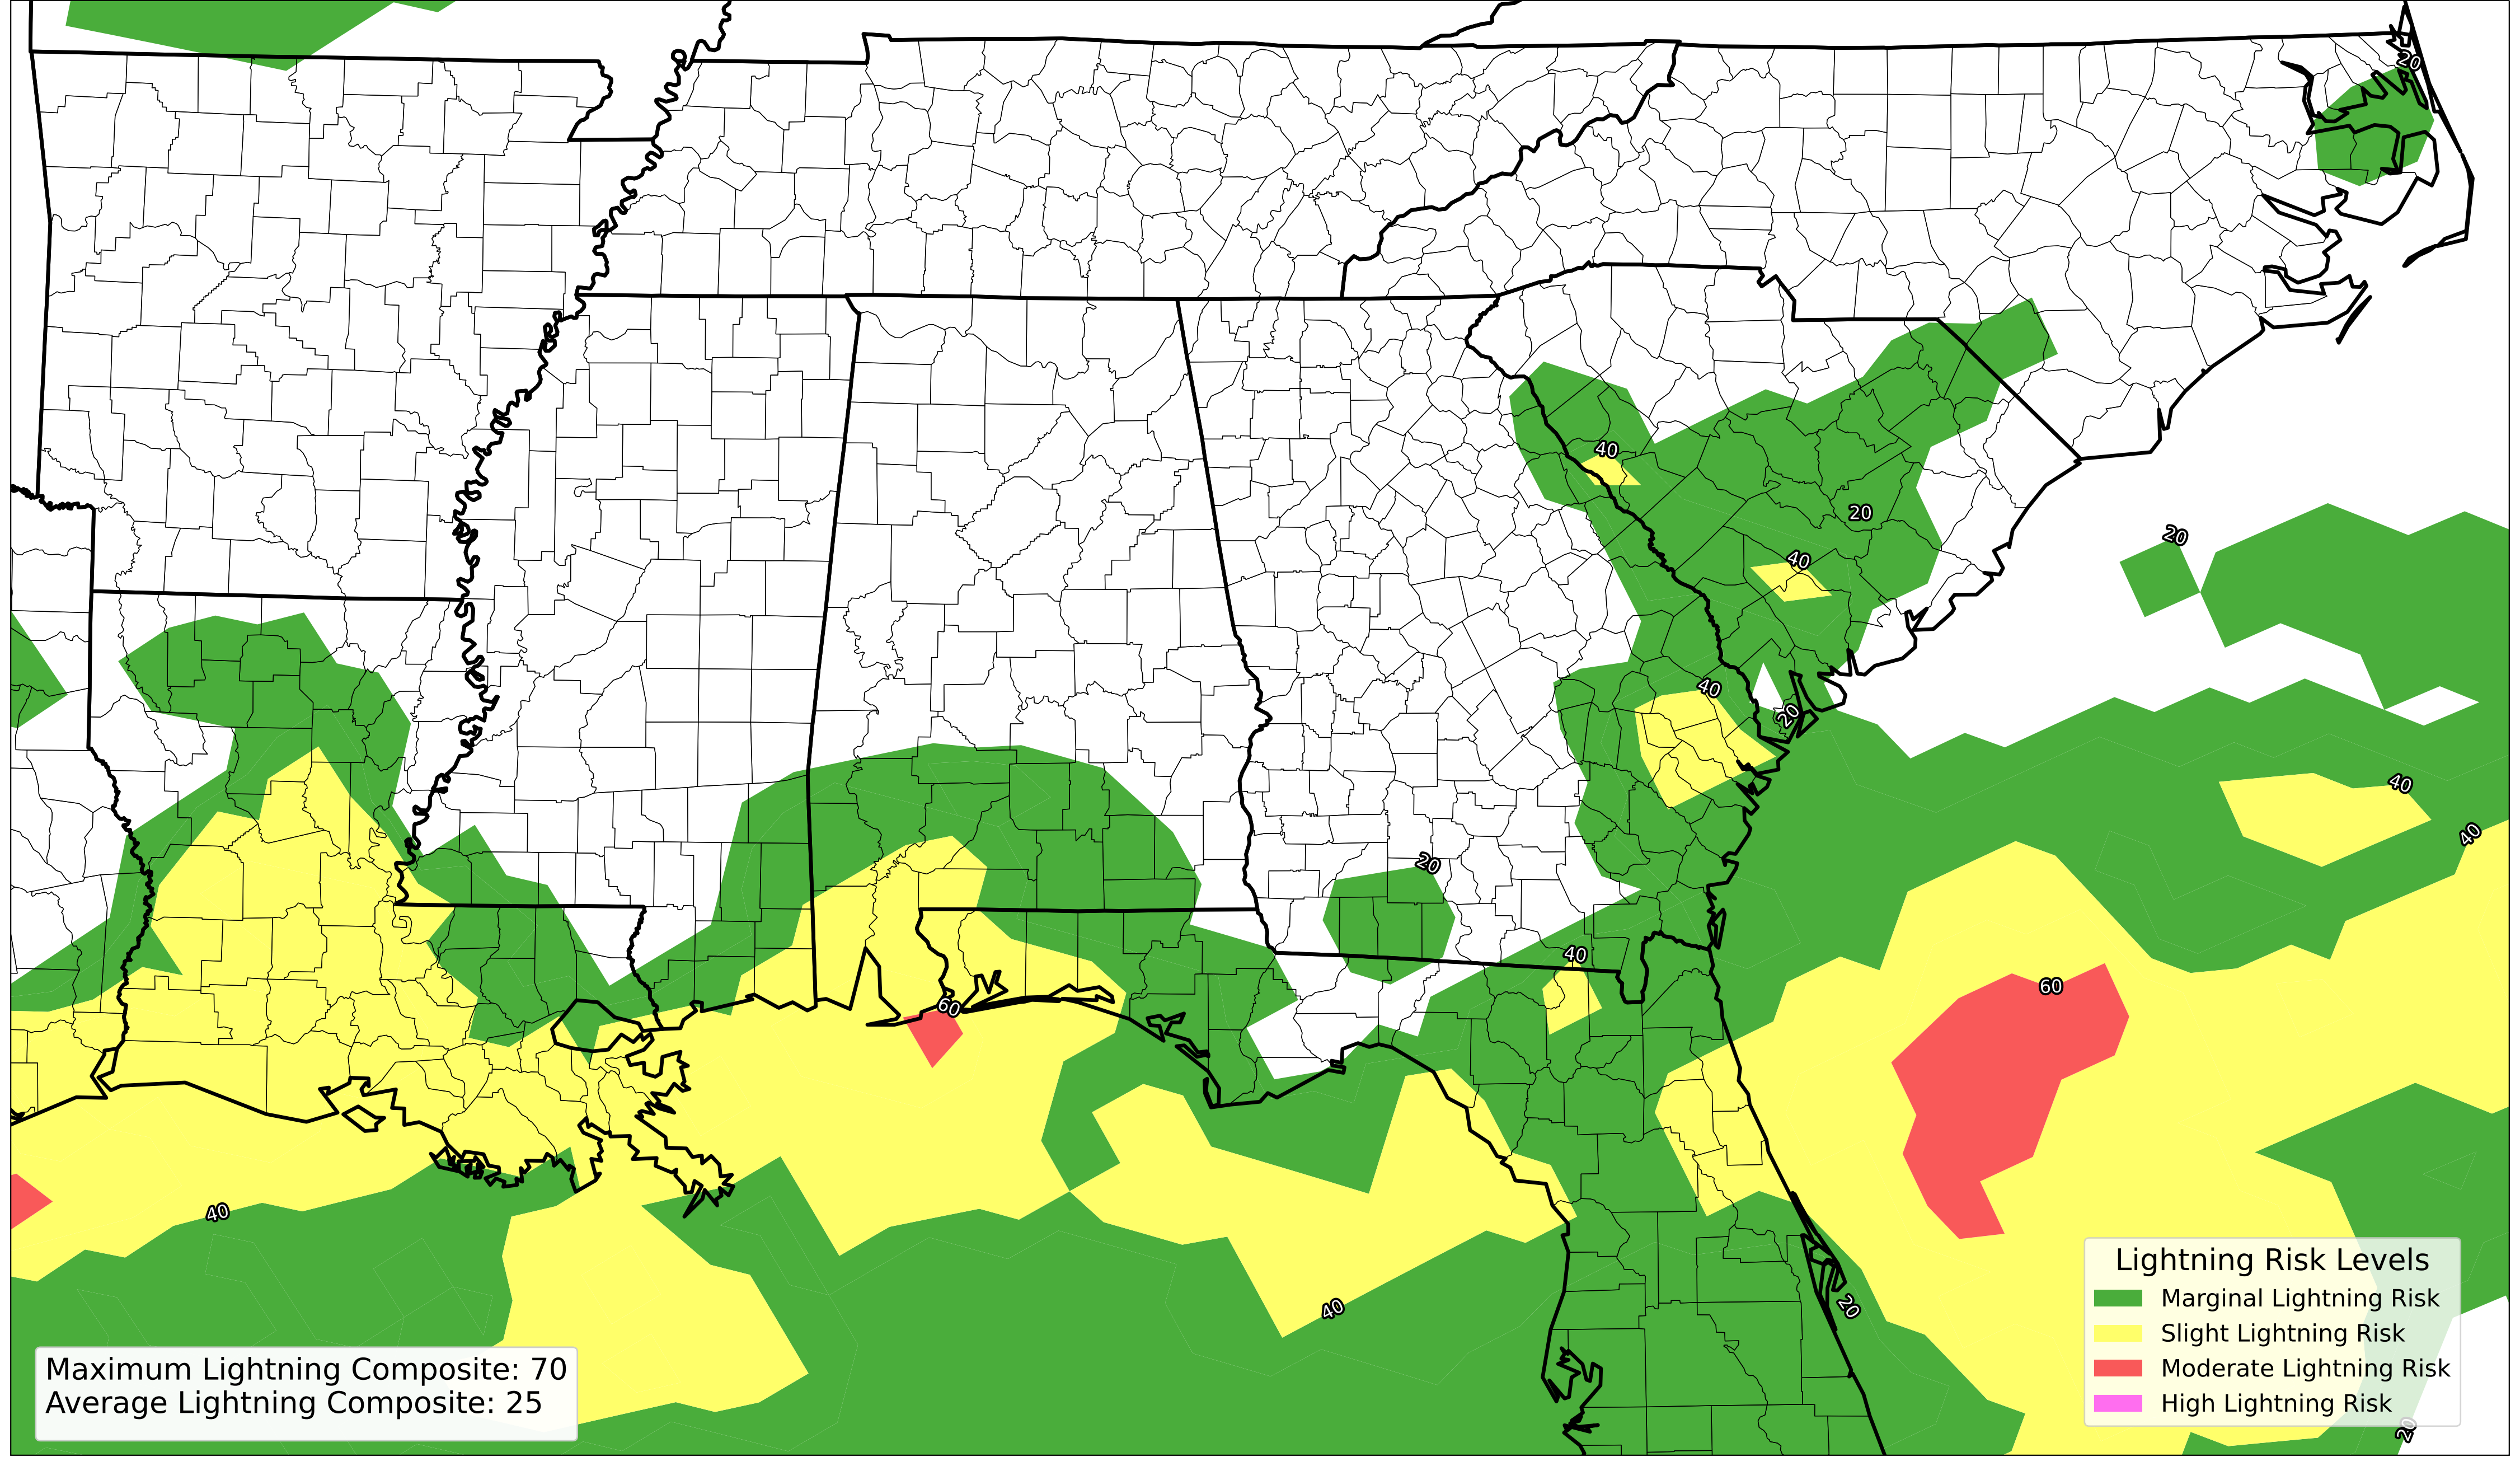 20
40
20
20
40
40
20
40
40
20
40
60
60
40
40
20
20
Maximum Lightning Composite: 70
Average Lightning Composite: 25
Lightning Risk Levels
Marginal Lightning Risk
Slight Lightning Risk
Moderate Lightning Risk
High Lightning Risk